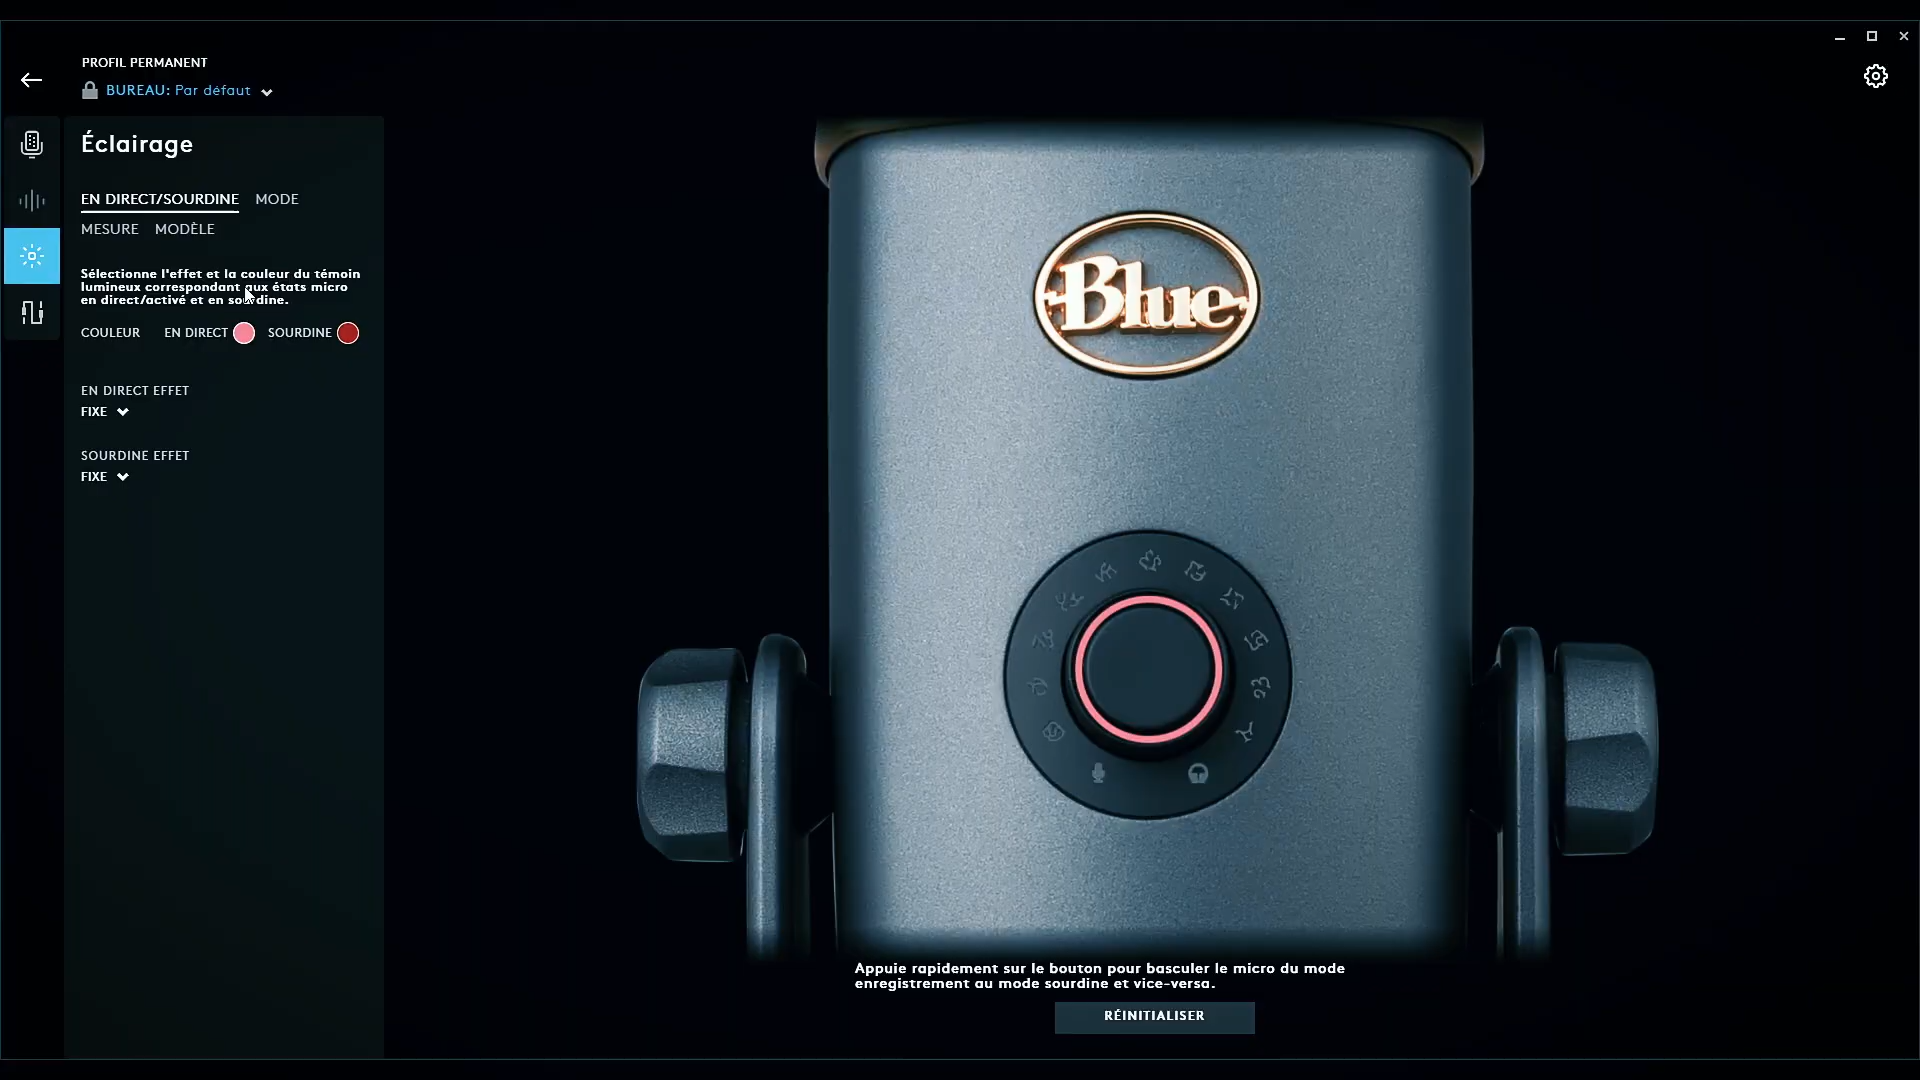 PROFIL PERMANENT
BUREAU: Par défaut
Éclairage
EN DIRECT/SOURDINE MODE
MESURE MODÈLE
Sélectionne l'effet et la couleur du témoin
lumineux correspondant aux états micro
en direct/activé et en sourdine.
COULEUR EN DIRECT SOURDINE
EN DIRECT EFFET
FIXE
SOURDINE EFFET
FIXE
Blue
Appuie rapidement sur le bouton pour basculer le micro du mode
enregistrement au mode sourdine et vice-versa.
RÉINITIALISER